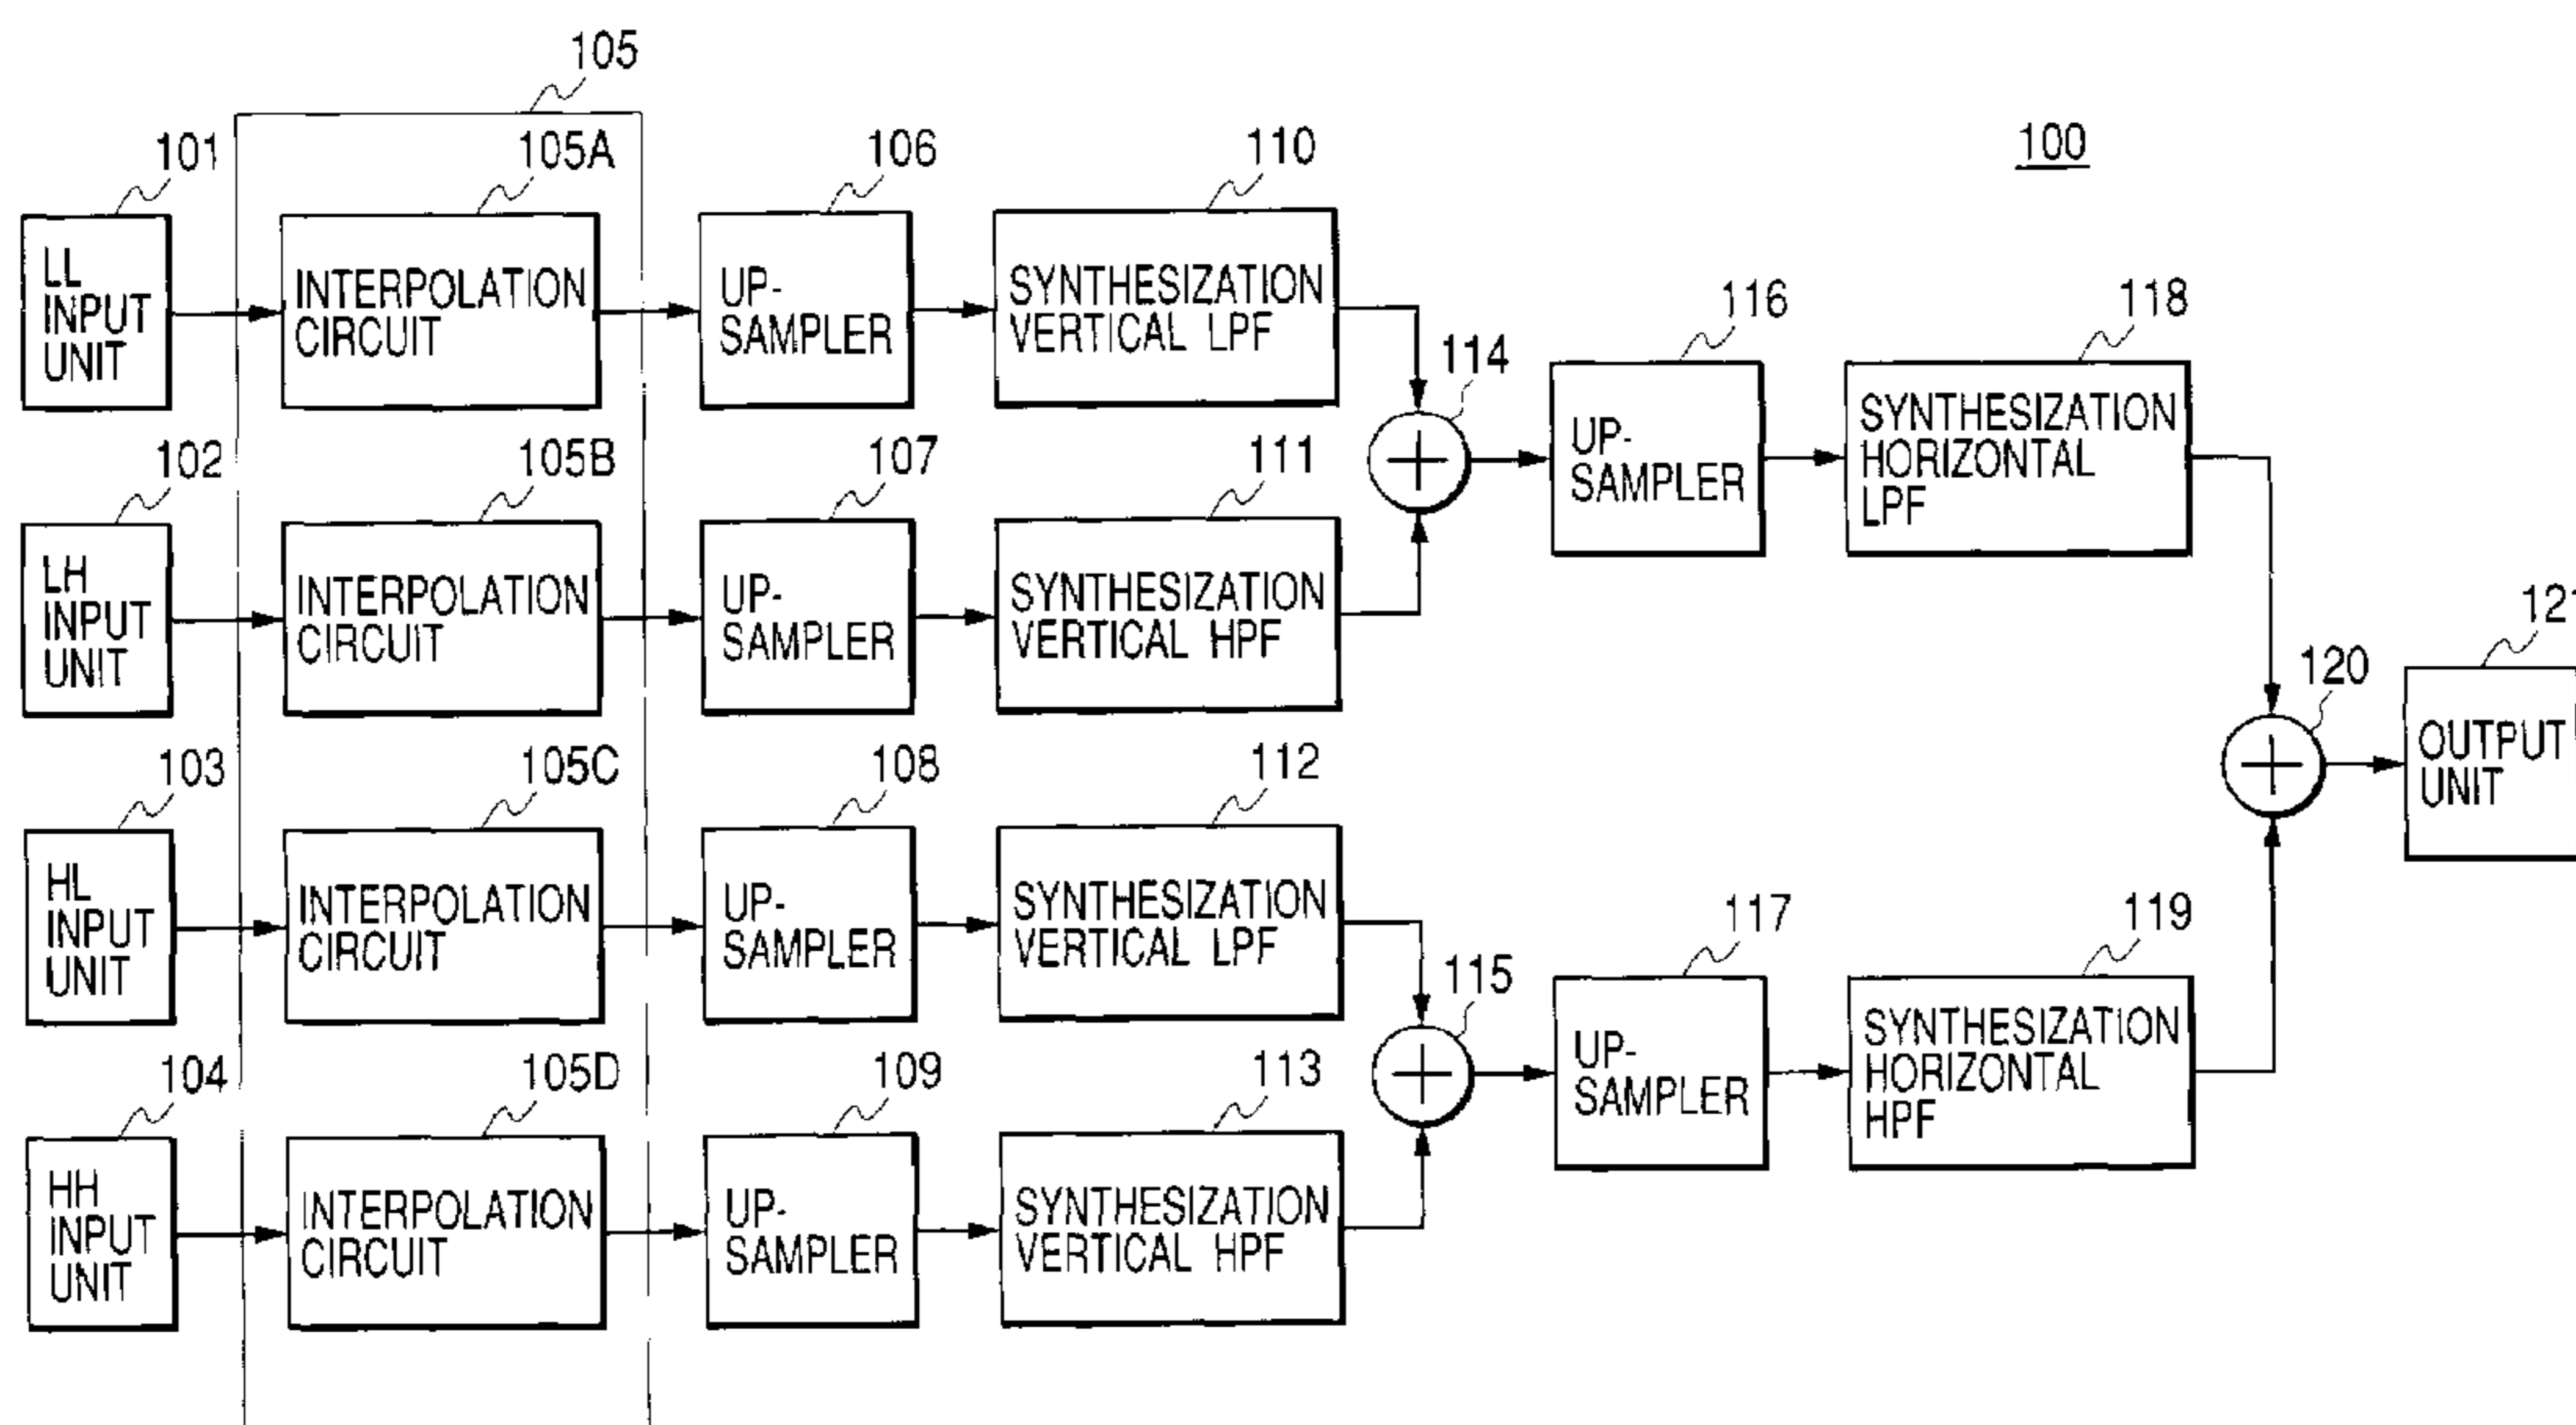 105
101
105A
106
110
100
LL
INPUT
UNIT
INTERPOLATION
CIRCUIT
UP-
SAMPLER
SYNTHESIZATION
VERTICAL LPF
114
116
118
UP-
SAMPLER
SYNTHESIZATION
HORIZONTAL
LPF
102
105B
107
111
LH
INPUT
UNIT
INTERPOLATION
CIRCUIT
UP-
SAMPLER
SYNTHESIZATION
VERTICAL HPF
120
121
OUTPUT
UNIT
103
105C
108
112
HL
INPUT
UNIT
INTERPOLATION
CIRCUIT
UP-
SAMPLER
SYNTHESIZATION
VERTICAL LPF
115
117
119
UP-
SAMPLER
SYNTHESIZATION
HORIZONTAL
HPF
104
105D
109
113
HH
INPUT
UNIT
INTERPOLATION
CIRCUIT
UP-
SAMPLER
SYNTHESIZATION
VERTICAL HPF